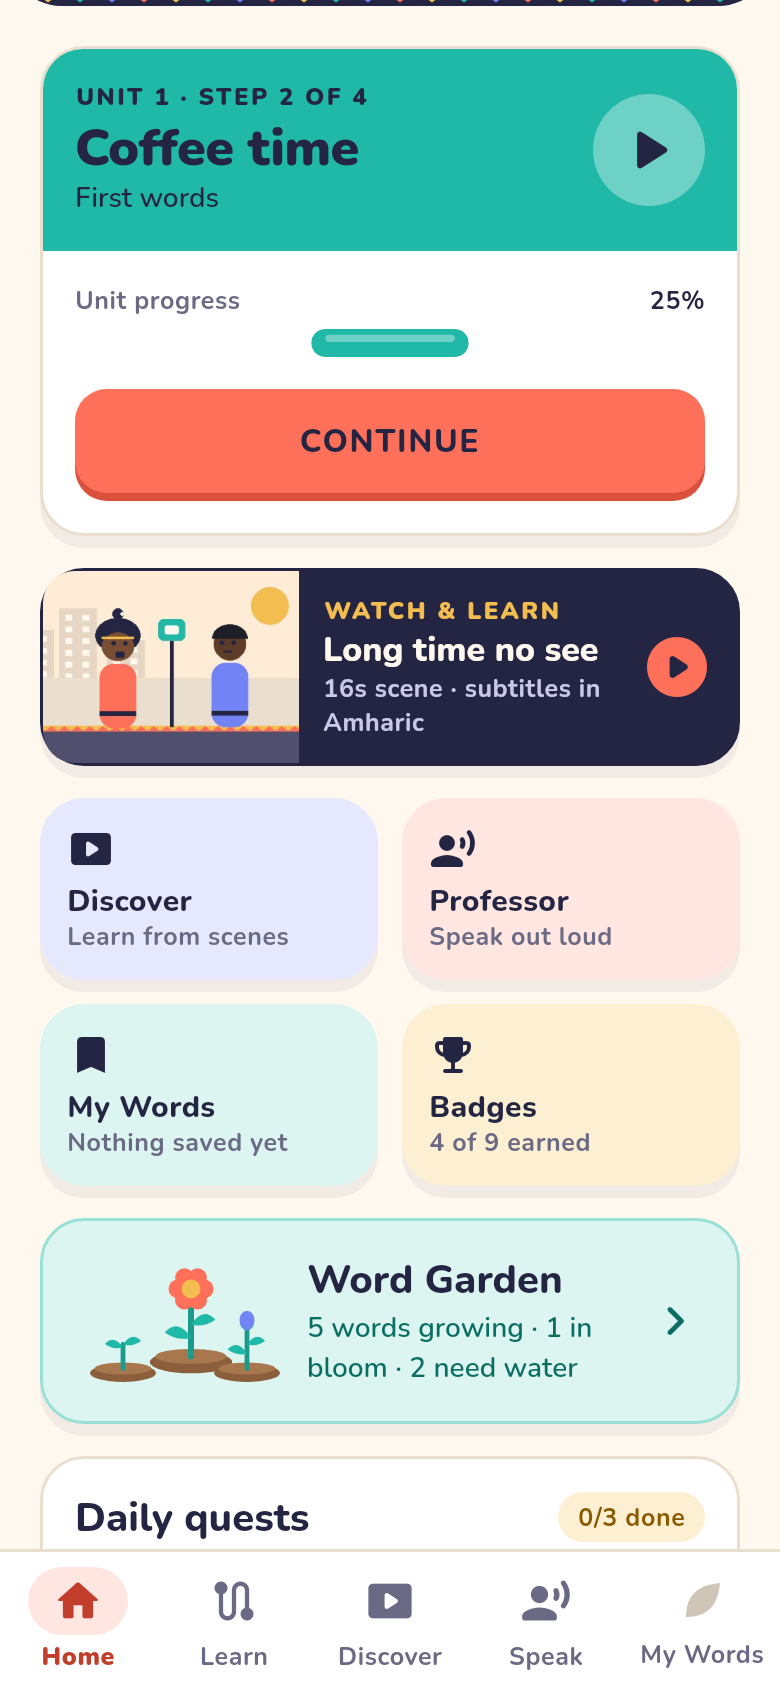 UNIT 1 · STEP 2 OF 4
Coffee time
First words
Unit progress
25%
CONTINUE
WATCH & LEARN
Long time no see
16s scene · subtitles in
Amharic
Discover
Learn from scenes
Professor
Speak out loud
My Words
Nothing saved yet
Badges
4 of 9 earned
Word Garden
5 words growing · 1 in
bloom · 2 need water
Daily quests
0/3 done
Home
Learn
Discover
Speak
My Words